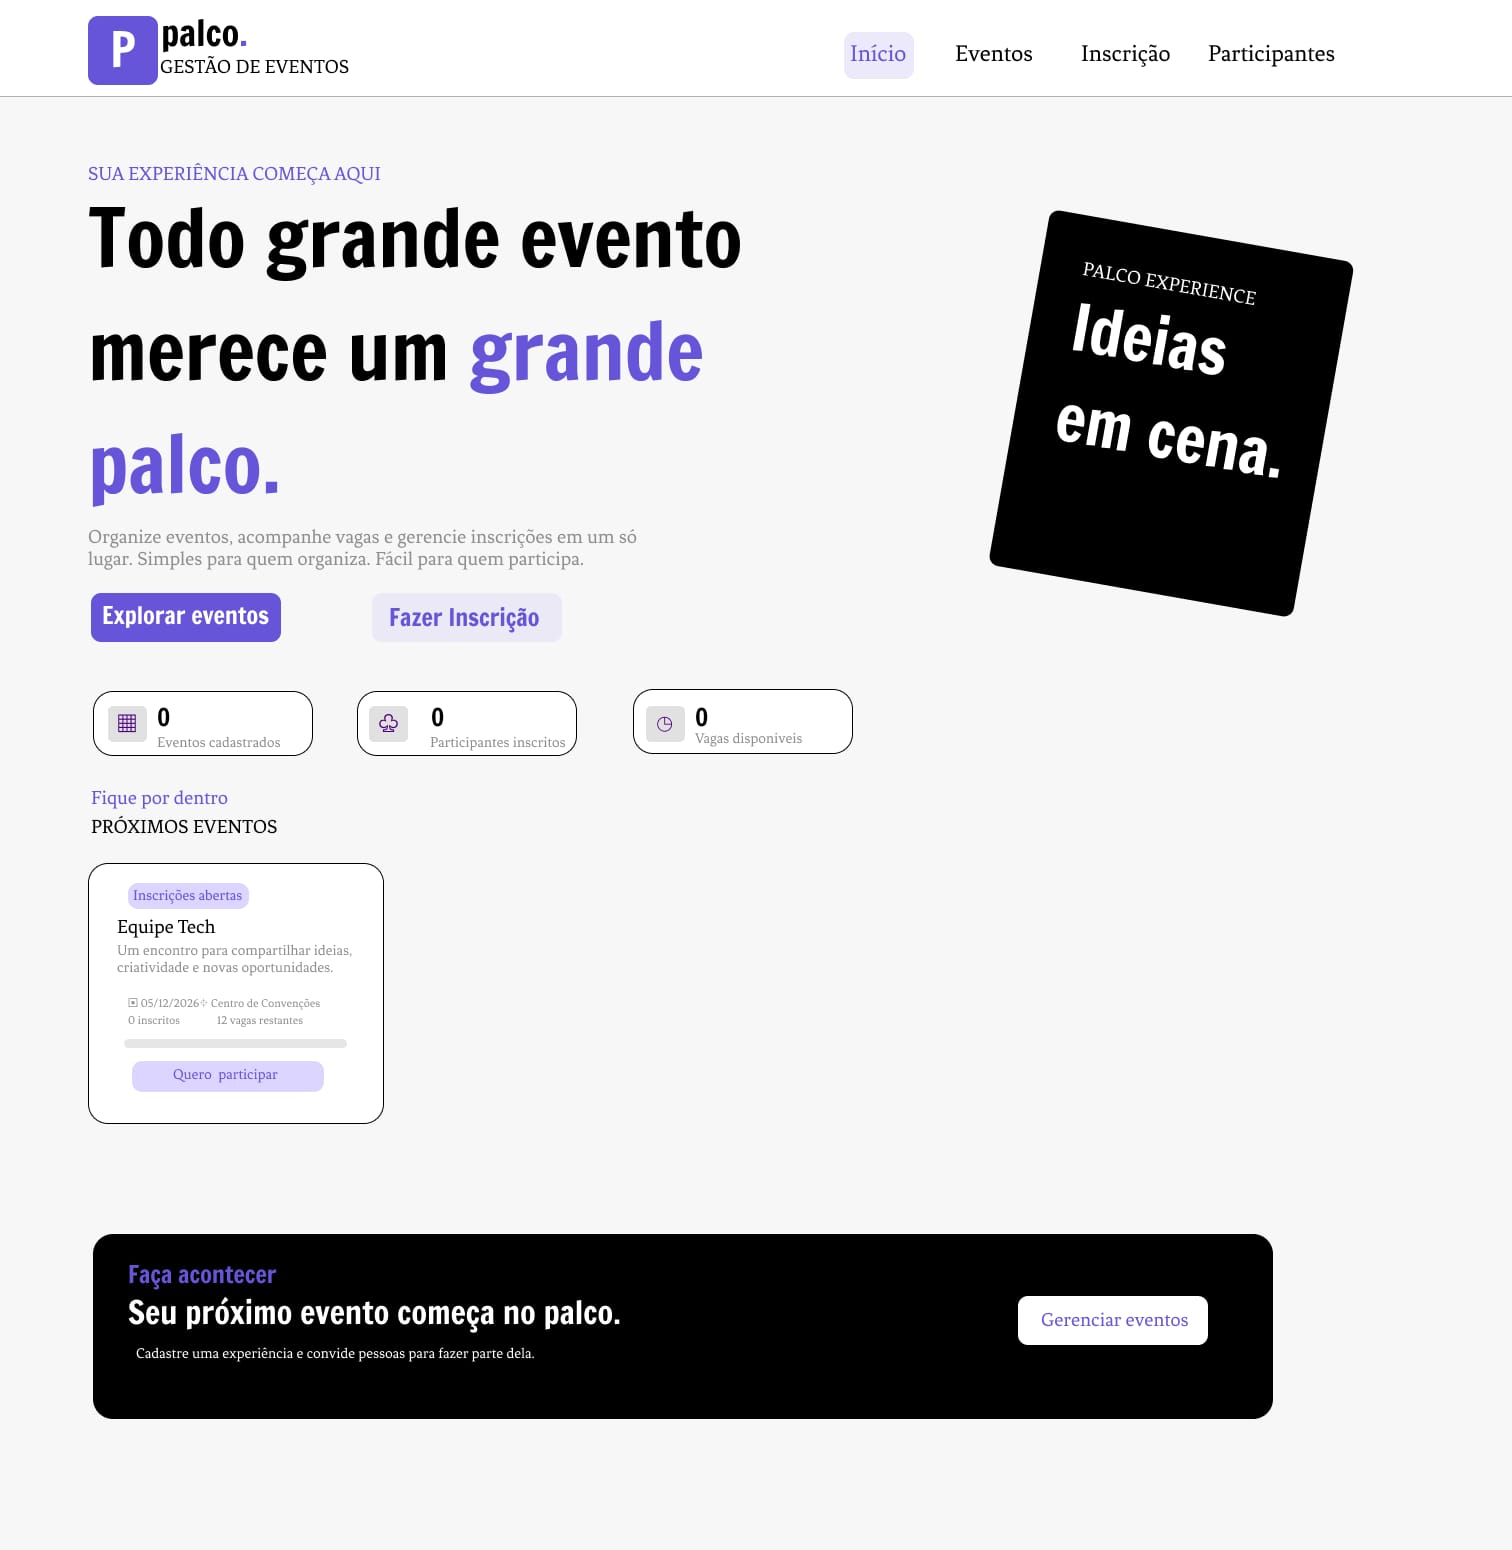 P
palco.
GESTÃO DE EVENTOS
Início
Eventos
Inscrição
Participantes
SUA EXPERIÊNCIA COMEÇA AQUI
Todo grande evento
merece um grande
palco.
Organize eventos, acompanhe vagas e gerencie inscrições em um só
lugar. Simples para quem organiza. Fácil para quem participa.
Explorar eventos
Fazer Inscrição
PALCO EXPERIENCE
Ideias
em cena.
0
Eventos cadastrados
0
Participantes inscritos
0
Vagas disponiveis
Fique por dentro
PRÓXIMOS EVENTOS
Inscrições abertas
Equipe Tech
Um encontro para compartilhar ideias,
criatividade e novas oportunidades.
05/12/2026 Centro de Convenções
0 inscritos 12 vagas restantes
Quero participar
Faça acontecer
Seu próximo evento começa no palco.
Cadastre uma experiência e convide pessoas para fazer parte dela.
Gerenciar eventos